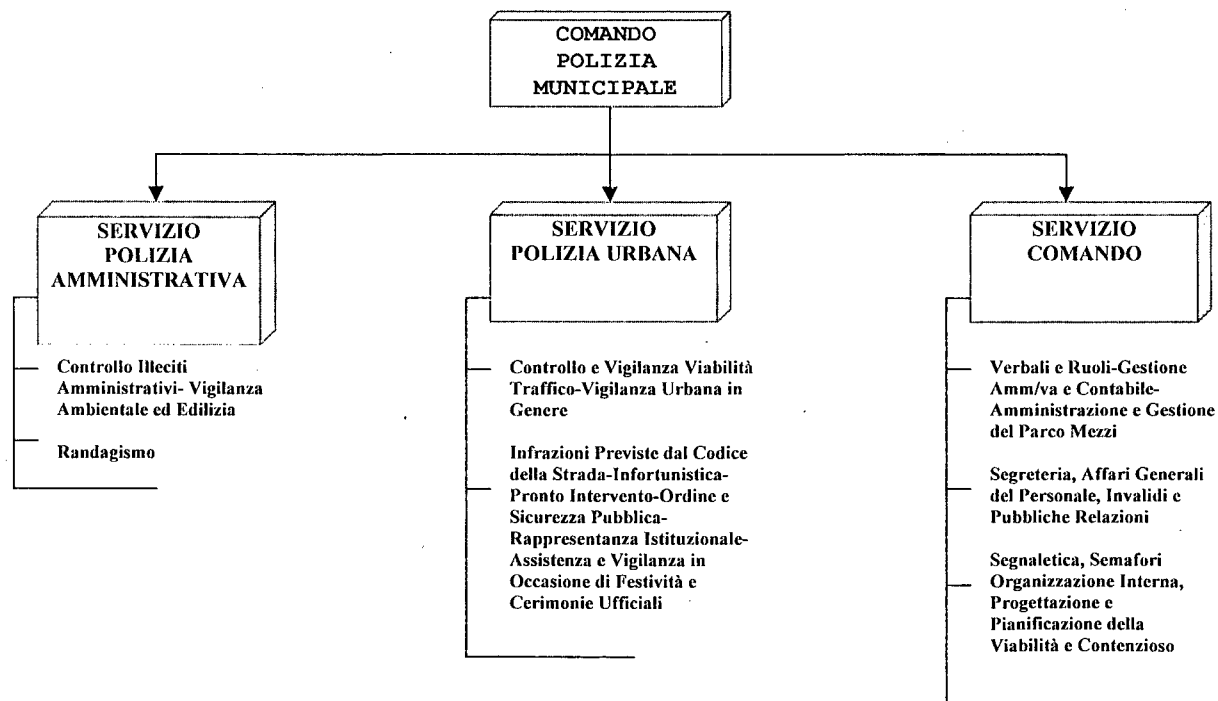 COMANDO
POLIZIA
MUNICIPALE
SERVIZIO
POLIZIA
AMMINISTRATIVA
Controllo Illeciti
Amministrativi- Vigilanza
Ambientale ed Edilizia
Randagismo
SERVIZIO
POLIZIA URBANA
Controllo e Vigilanza Viabilità
Traffico-Vigilanza Urbana in
Genere
Infrazioni Previste dal Codice
della Strada-Infortunistica-
Pronto Intervento-Ordine e
Sicurezza Pubblica-
Rappresentanza Istituzionale-
Assistenza e Vigilanza in
Occasione di Festività e
Cerimonie Ufficiali
SERVIZIO
COMANDO
Verbali e Ruoli-Gestione
Amm/va e Contabile-
Amministrazione e Gestione
del Parco Mezzi
Segreteria, Affari Generali
del Personale, Invalidi e
Pubbliche Relazioni
Segnaletica, Semafori
Organizzazione Interna,
Progettazione e
Pianificazione della
Viabilità e Contenzioso